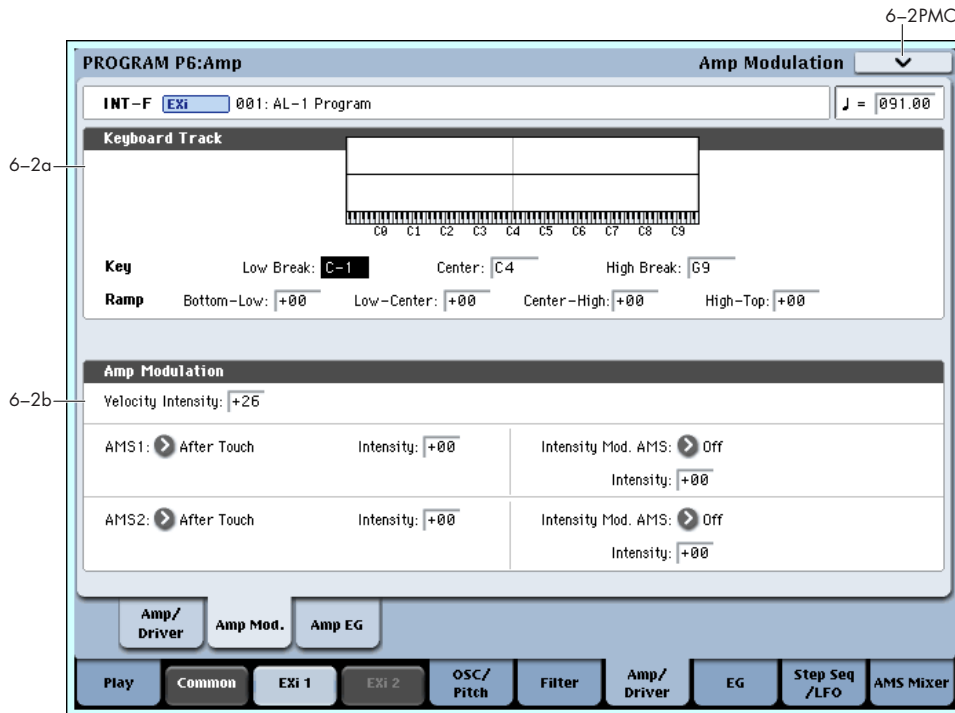 6–2PMC
PROGRAM P6:Amp Amp Modulation
INT–F EXi 001: AL–1 Program ♩ = 091.00
Keyboard Track
6–2a
C0 C1 C2 C3 C4 C5 C6 C7 C8 C9
Key Low Break: C–1 Center: C4 High Break: G9
Ramp Bottom–Low: +00 Low–Center: +00 Center–High: +00 High–Top: +00
Amp Modulation
6–2b
Velocity Intensity: +26
AMS1: After Touch Intensity: +00 Intensity Mod. AMS: Off
Intensity: +00
AMS2: After Touch Intensity: +00 Intensity Mod. AMS: Off
Intensity: +00
Amp/
Driver
Amp Mod.
Amp EG
Play
Common
EXi 1
EXi 2
OSC/
Pitch
Filter
Amp/
Driver
EG
Step Seq
/LFO
AMS Mixer